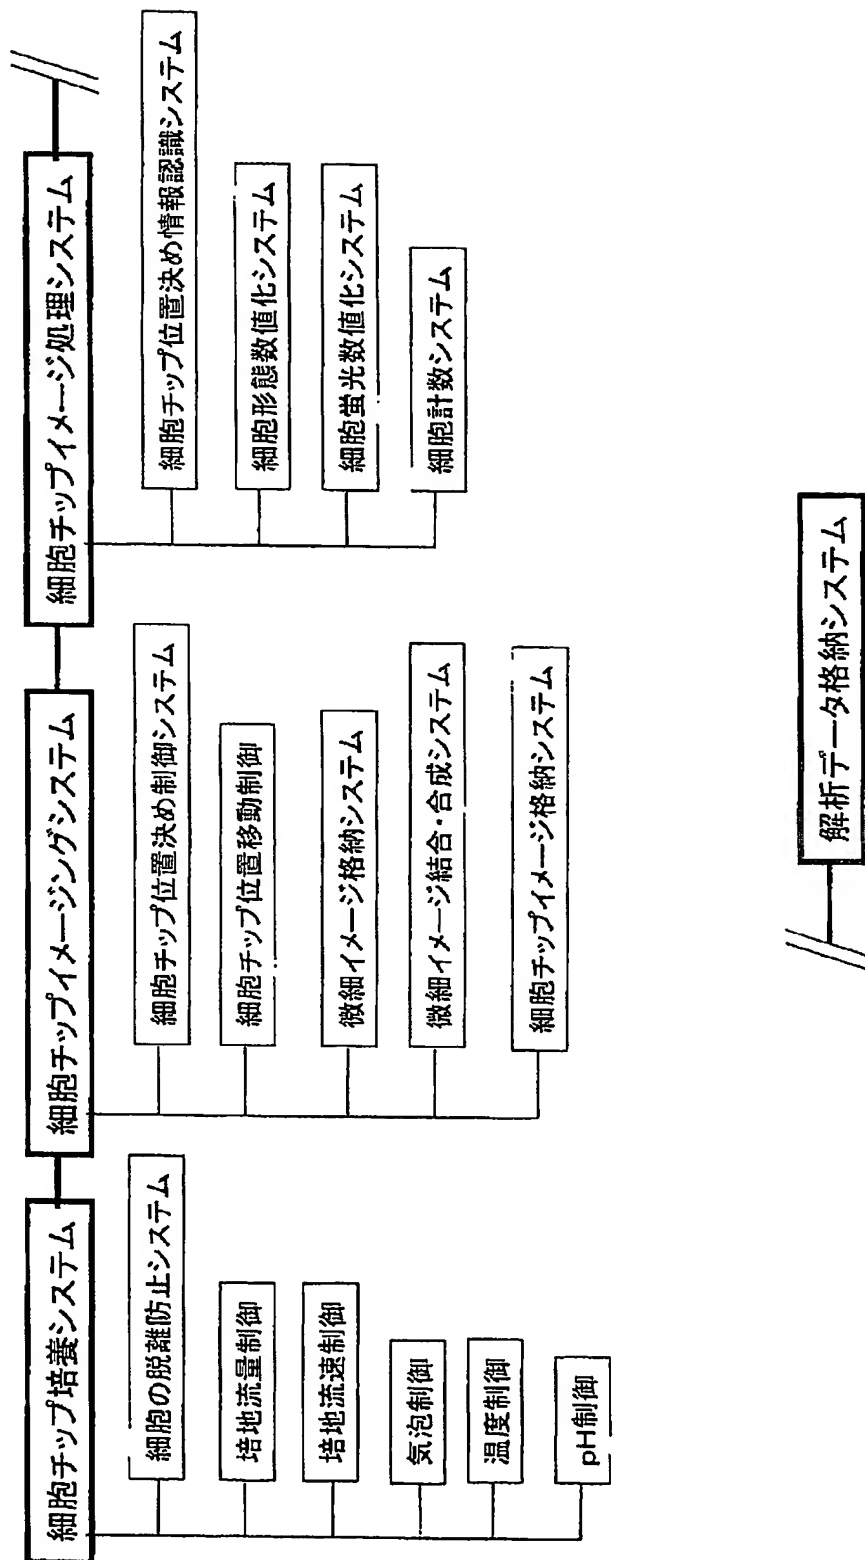 細胞チップ培養システム
細胞の脱離防止システム
培地流量制御
培地流速制御
気泡制御
温度制御
pH制御
細胞チップイメージングシステム
細胞チップ位置決め制御システム
細胞チップ位置移動制御
微細イメージ格納システム
微細イメージ結合・合成システム
細胞チップイメージ格納システム
細胞チップイメージ処理システム
細胞チップ位置決め情報認識システム
細胞形態数値化システム
細胞蛍光数値化システム
細胞計数システム
解析データ格納システム